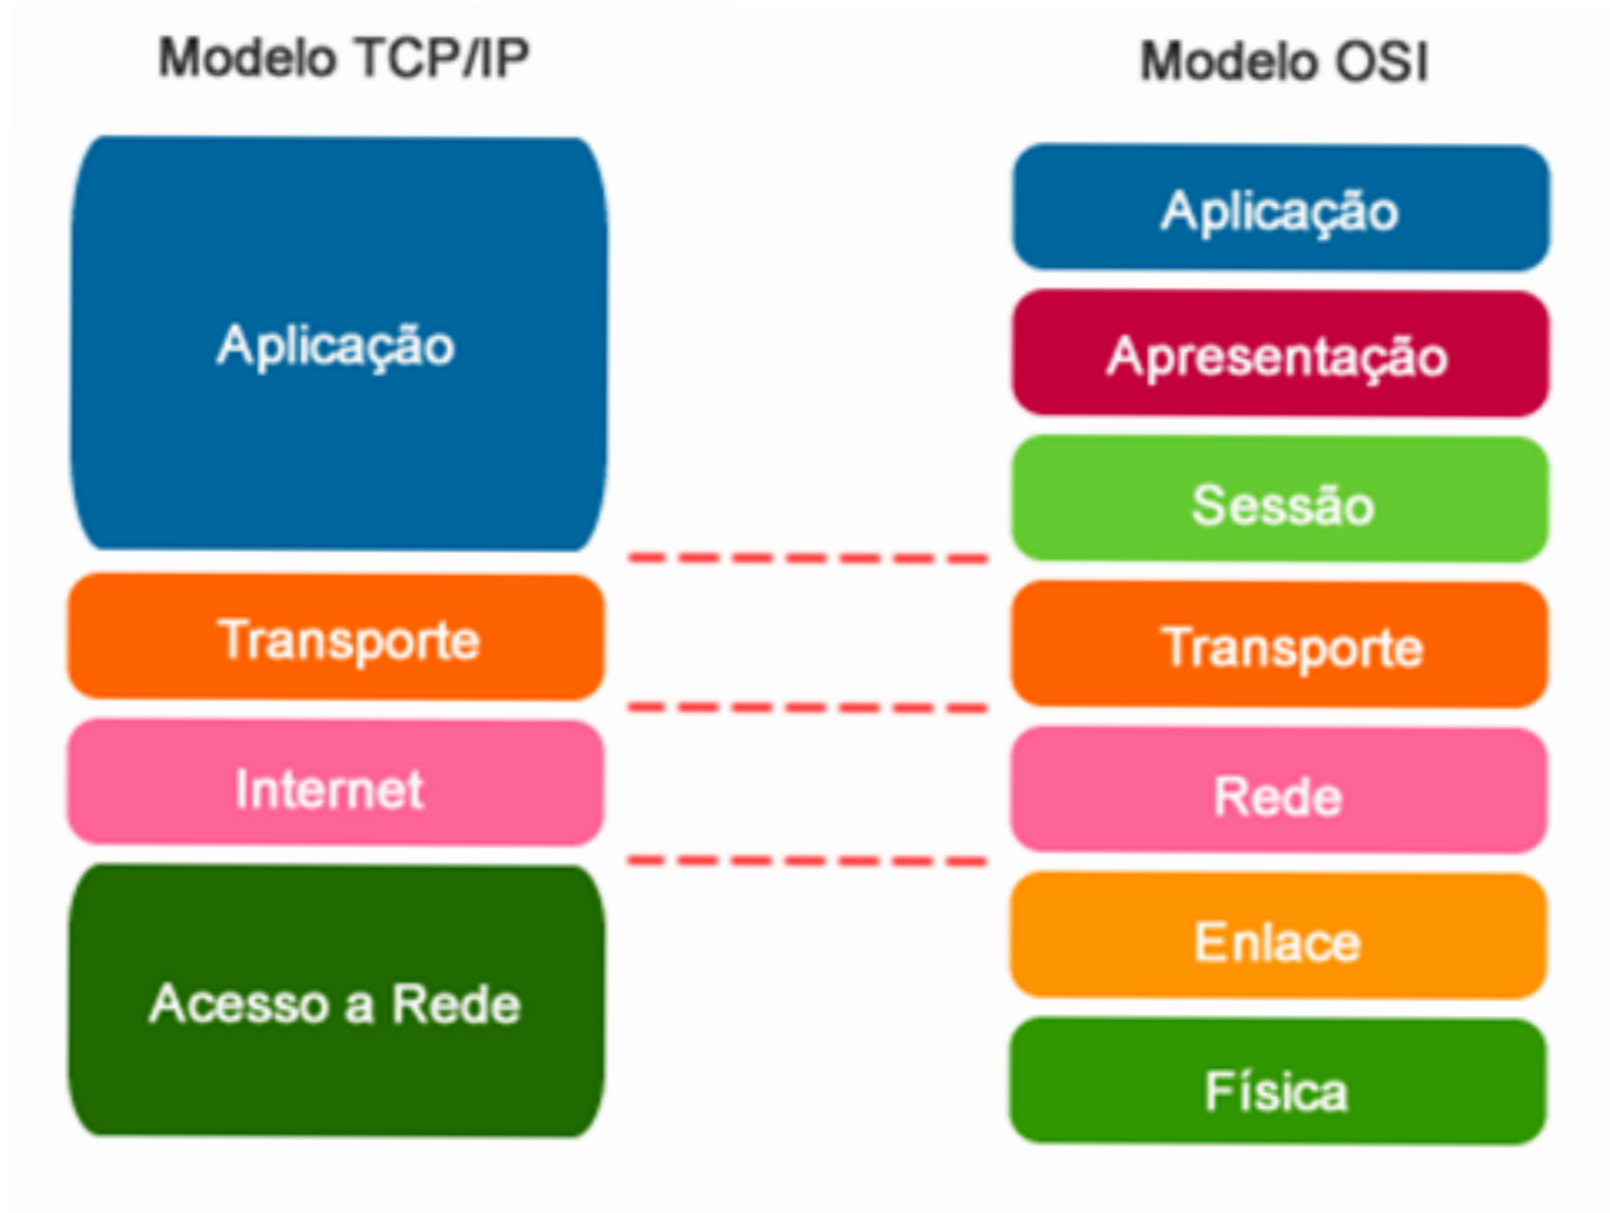 Modelo TCP/IP
Aplicação
Transporte
Internet
Acesso a Rede
Modelo OSI
Aplicação
Apresentação
Sessão
Transporte
Rede
Enlace
Física